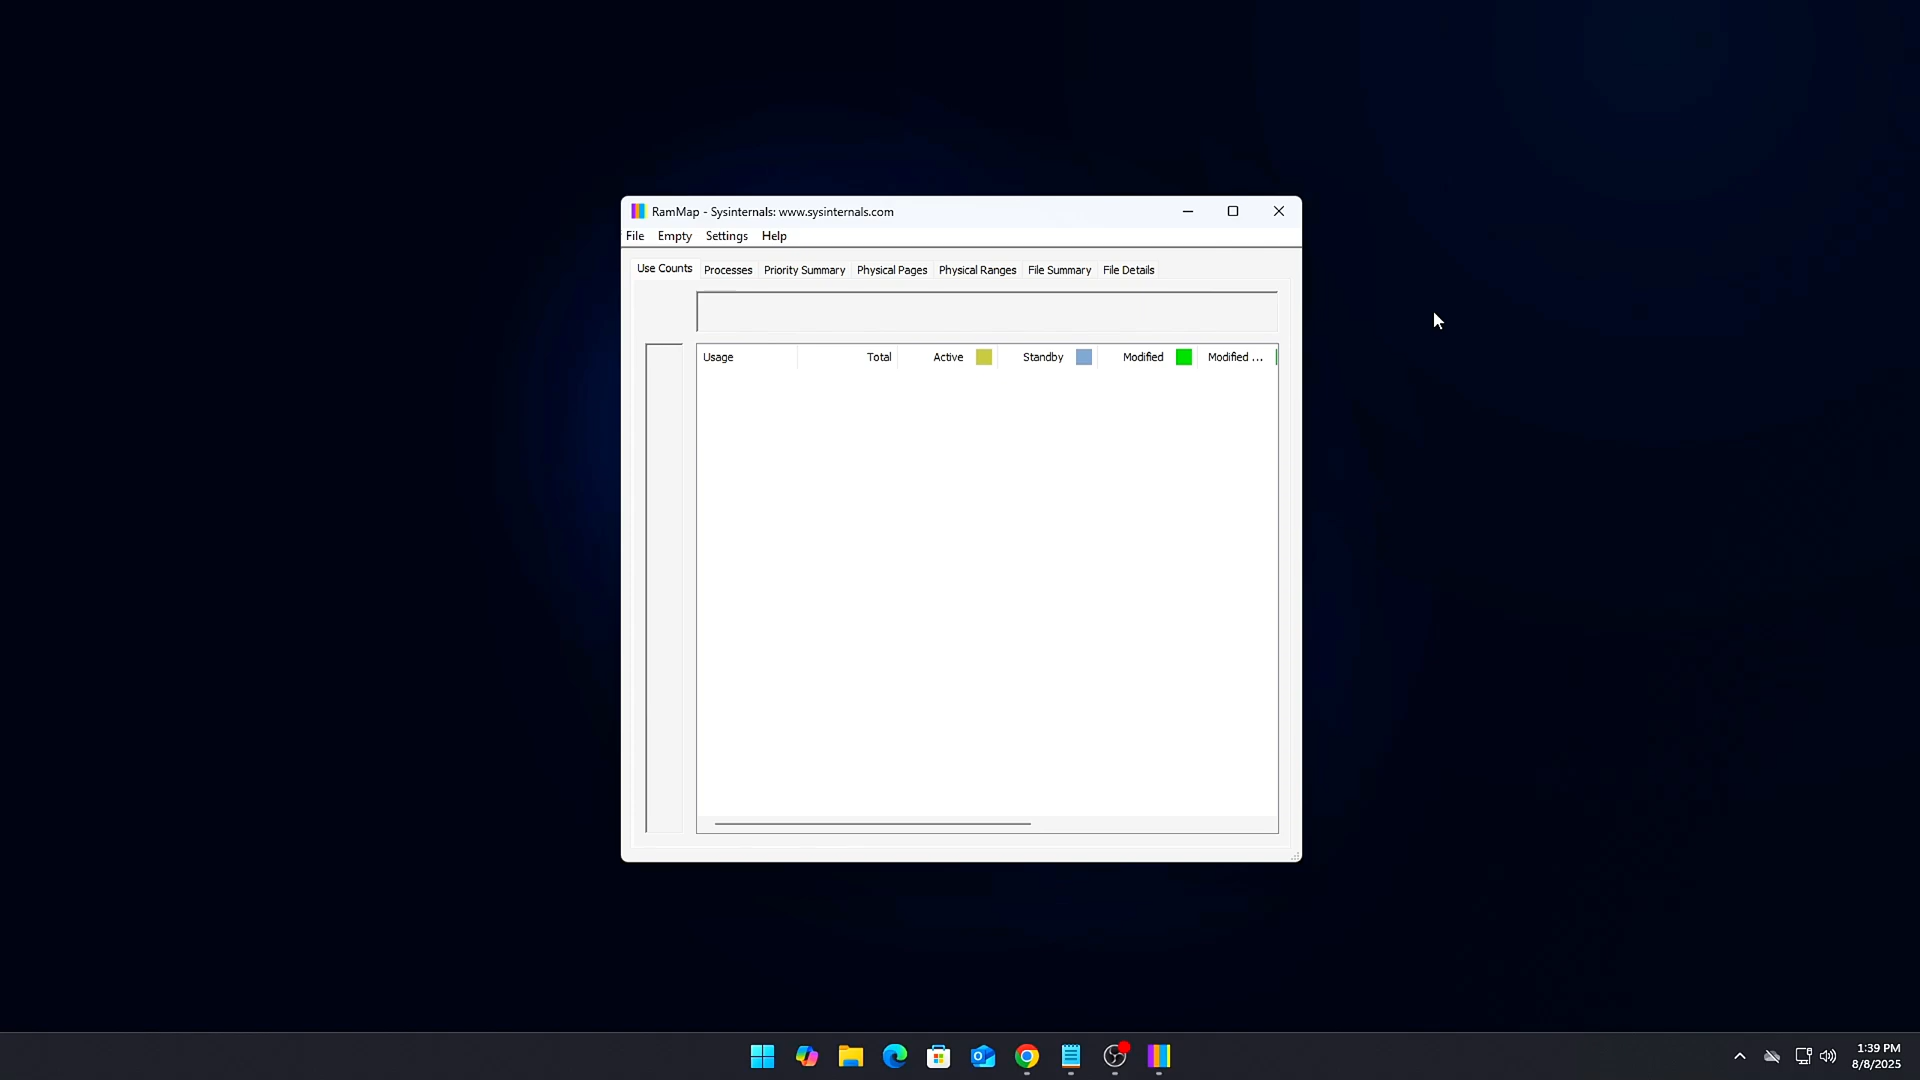 RamMap - Sysinternals: www.sysinternals.com
File Empty Settings Help
Use Counts Processes Priority Summary Physical Pages Physical Ranges File Summary File Details
Usage Total Active Standby Modified Modified ...
1:39 PM
8/8/2025